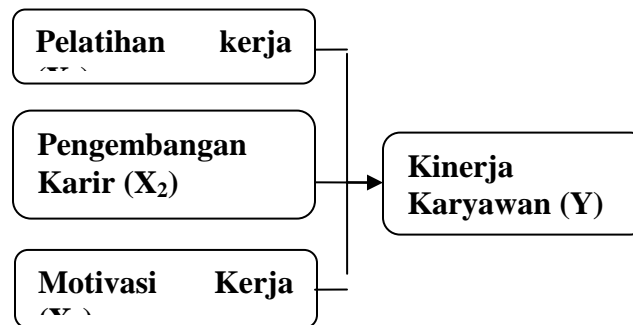 Pelatihan kerja
Pengembangan
Karir (X₂)
Kinerja
Karyawan (Y)
Motivasi Kerja